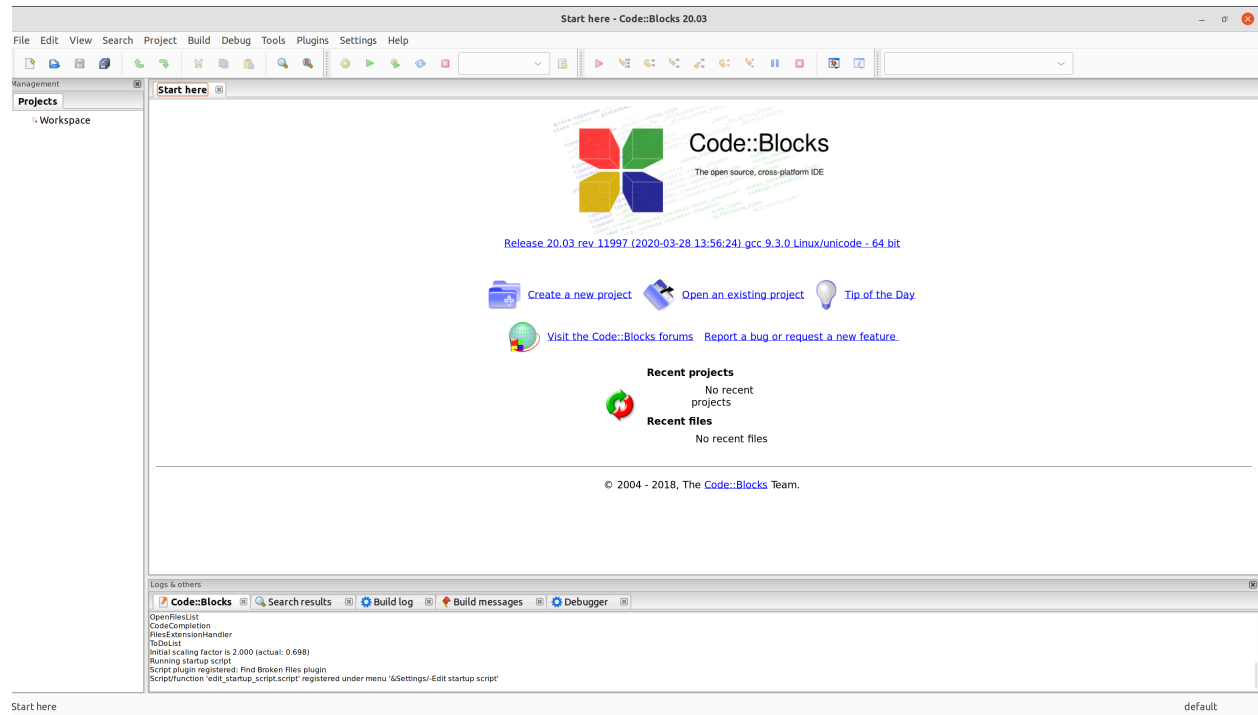 Start here - Code::Blocks 20.03
File Edit View Search Project Build Debug Tools Plugins Settings Help
Management
Projects
Workspace
Start here
Code::Blocks
The open source, cross-platform IDE
Release 20.03 rev 11997 (2020-03-28 13:56:24) gcc 9.3.0 Linux/unicode - 64 bit
Create a new project Open an existing project Tip of the Day
Visit the Code::Blocks forums Report a bug or request a new feature
Recent projects
No recent
projects
Recent files
No recent files
© 2004 - 2018, The Code::Blocks Team.
Logs & others
Code::Blocks Search results Build log Build messages Debugger
OpenFilesList
CodeCompletion
FilesExtensionHandler
ToDoList
Initial scaling factor is 2.000 (actual: 0.698)
Running startup script
Script plugin registered: Find Broken Files plugin
Script/function 'edit_startup_script.script' registered under menu '&Settings/-Edit startup script'
Start here default